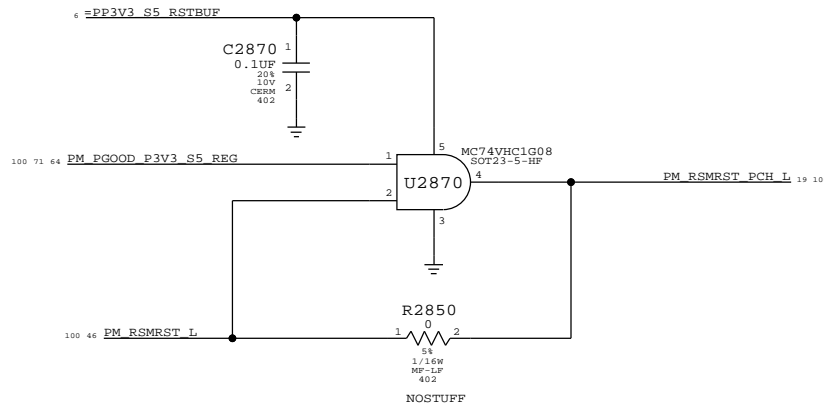 6 =PP3V3_S5_RSTBUF
C2870 1
0.1UF
20%
10V
CERM 2
402
100 71 64 PM_PGOOD_P3V3_S5_REG
1
2
U2870
5
MC74VHC1G08
SOT23-5-HF
4
3
PM_RSMRST_PCH_L 19 10
100 46 PM_RSMRST_L
R2850
0
1 2
5%
1/16W
MF-LF
402
NOSTUFF